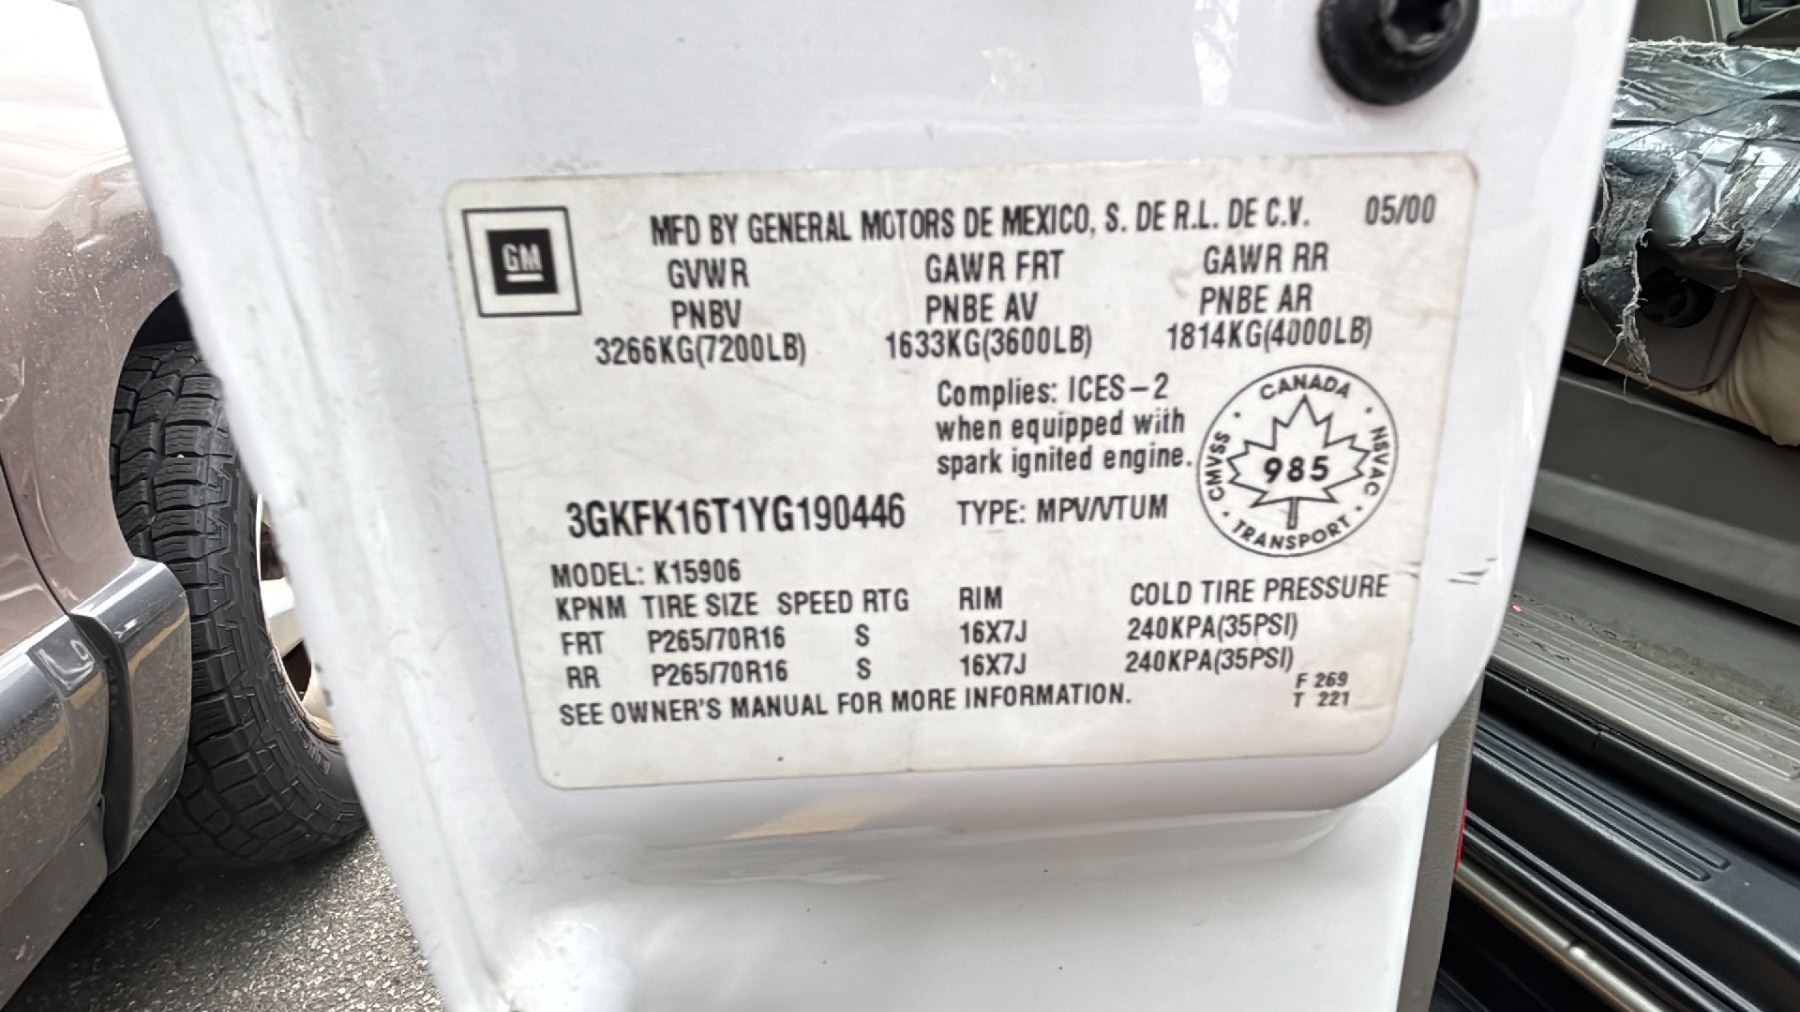 GM
MFD BY GENERAL MOTORS DE MEXICO, S. DE R.L. DE C.V. 05/00
GVWR GAWR FRT GAWR RR
PNBV PNBE AV PNBE AR
3266KG(7200LB) 1633KG(3600LB) 1814KG(4000LB)
Complies: ICES-2
when equipped with
spark ignited engine.
CANADA
CMVSS 985 NSVAC
TRANSPORT
3GKFK16T1YG190446 TYPE: MPV/VTUM
MODEL: K15906
KPNM TIRE SIZE SPEED RTG RIM COLD TIRE PRESSURE
FRT P265/70R16 S 16X7J 240KPA(35PSI)
RR P265/70R16 S 16X7J 240KPA(35PSI)
SEE OWNER'S MANUAL FOR MORE INFORMATION.
F 269
T 221